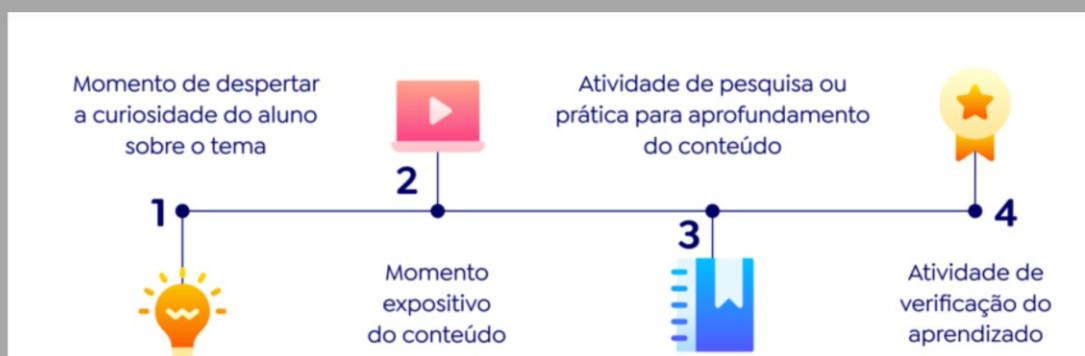 Momento de despertar
a curiosidade do aluno
sobre o tema
1
2
Momento
expositivo
do conteúdo
Atividade de pesquisa ou
prática para aprofundamento
do conteúdo
3
4
Atividade de
verificação do
aprendizado